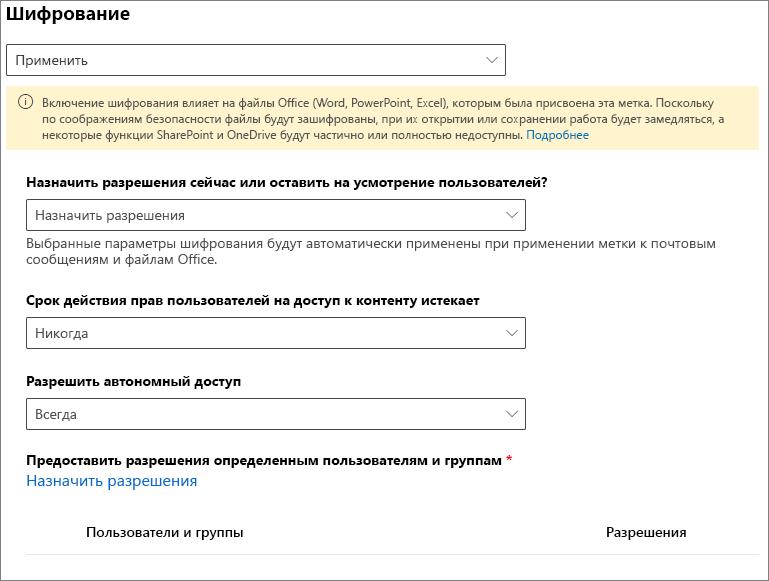 Шифрование
Применить
Включение шифрования влияет на файлы Office (Word, PowerPoint, Excel), которым была присвоена эта метка. Поскольку
по соображениям безопасности файлы будут зашифрованы, при их открытии или сохранении работа будет замедляться, а
некоторые функции SharePoint и OneDrive будут частично или полностью недоступны. Подробнее
Назначить разрешения сейчас или оставить на усмотрение пользователей?
Назначить разрешения
Выбранные параметры шифрования будут автоматически применены при применении метки к почтовым
сообщениям и файлам Office.
Срок действия прав пользователей на доступ к контенту истекает
Никогда
Разрешить автономный доступ
Всегда
Предоставить разрешения определенным пользователям и группам *
Назначить разрешения
Пользователи и группы Разрешения